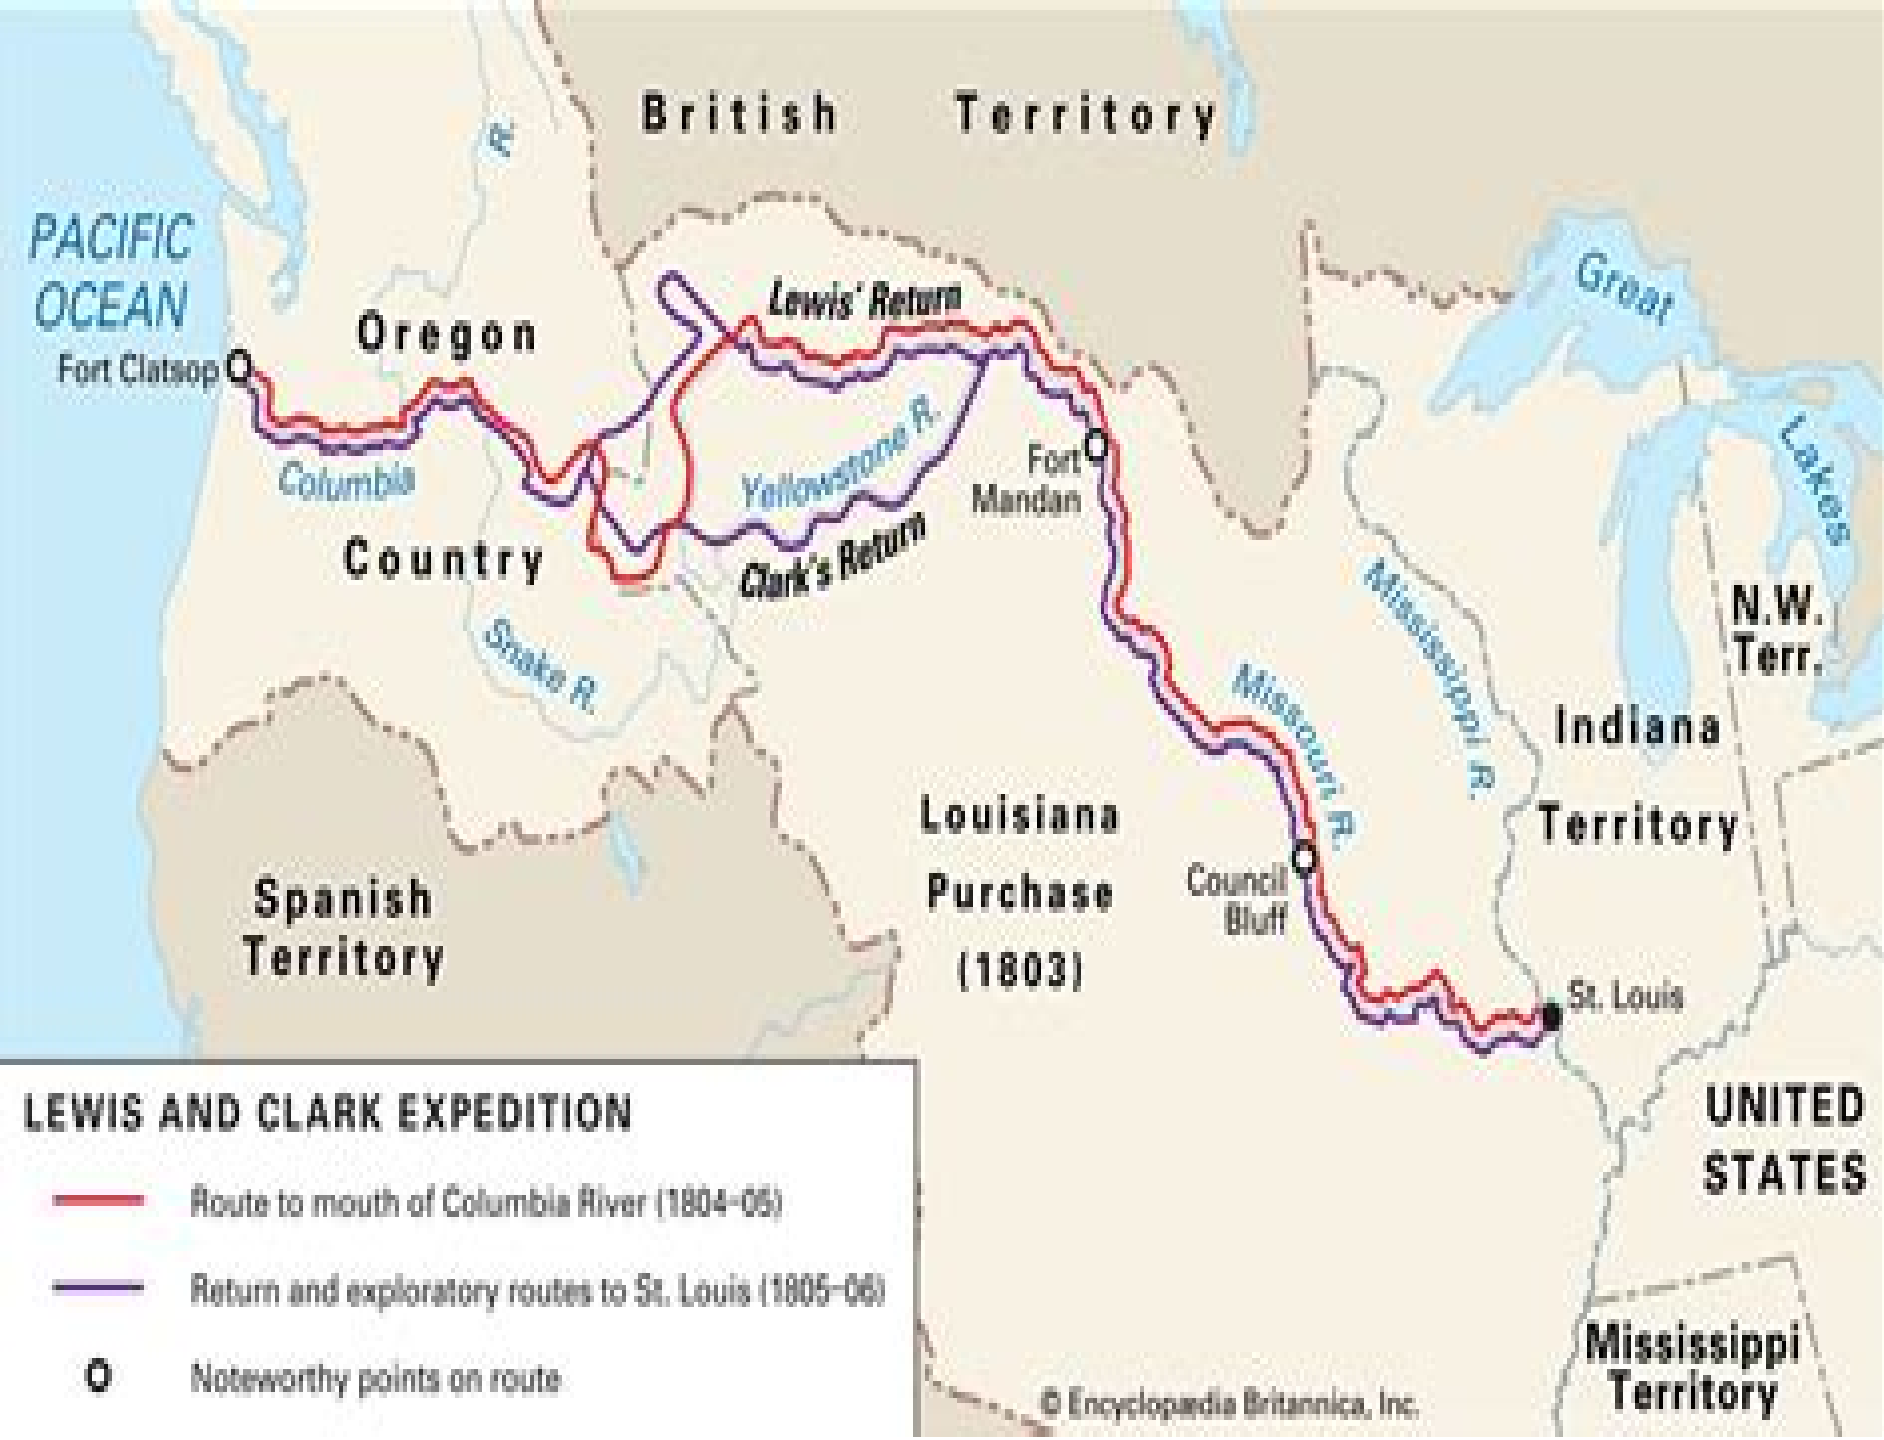 British Territory
R.
PACIFIC
OCEAN
Great
Lewis' Return
Oregon
Fort Clatsop
Lakes
Yellowstone R.
Fort
Mandan
Columbia
Country
Clark's Return
Mississippi R.
N.W.
Terr.
Snake R.
Missouri R.
Indiana
Territory
Louisiana
Purchase
(1803)
Council
Bluff
Spanish
Territory
St. Louis
UNITED
STATES
LEWIS AND CLARK EXPEDITION
Route to mouth of Columbia River (1804–05)
Return and exploratory routes to St. Louis (1805–06)
Noteworthy points on route
Mississippi
Territory
© Encyclopædia Britannica, Inc.